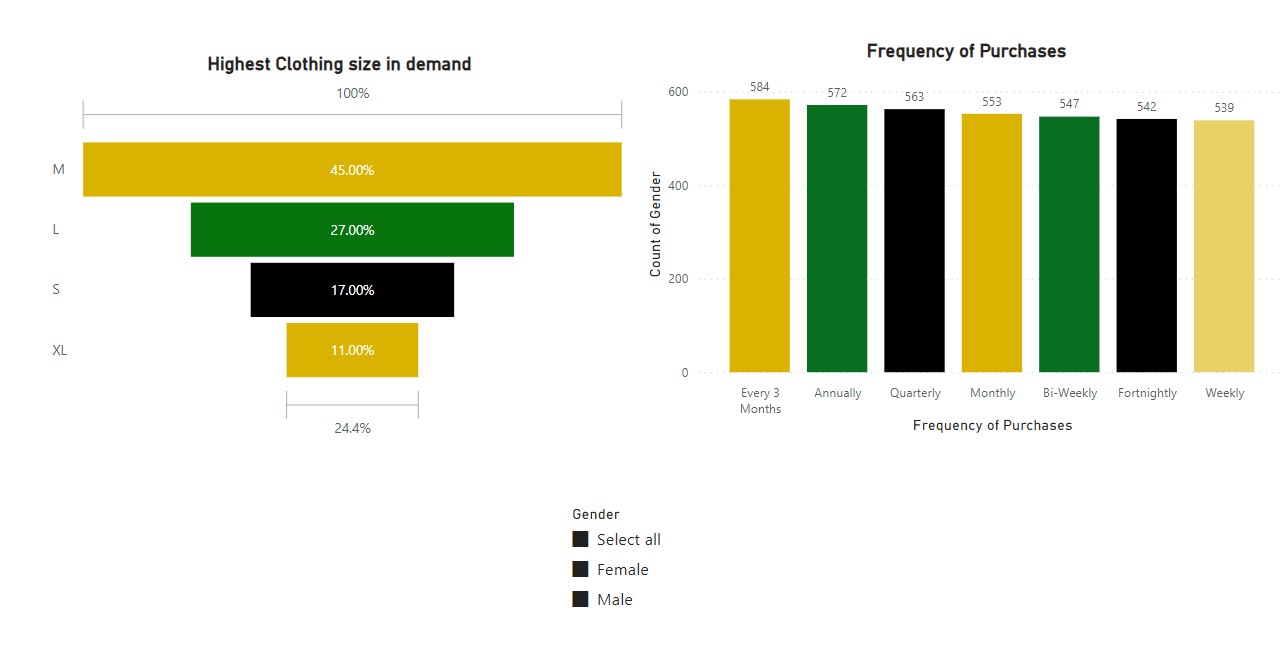 Highest Clothing size in demand
100%
M
45.00%
L
27.00%
S
17.00%
XL
11.00%
24.4%
Frequency of Purchases
Count of Gender
600
400
200
0
584
572
563
553
547
542
539
Every 3
Months
Annually
Quarterly
Monthly
Bi-Weekly
Fortnightly
Weekly
Frequency of Purchases
Gender
Select all
Female
Male